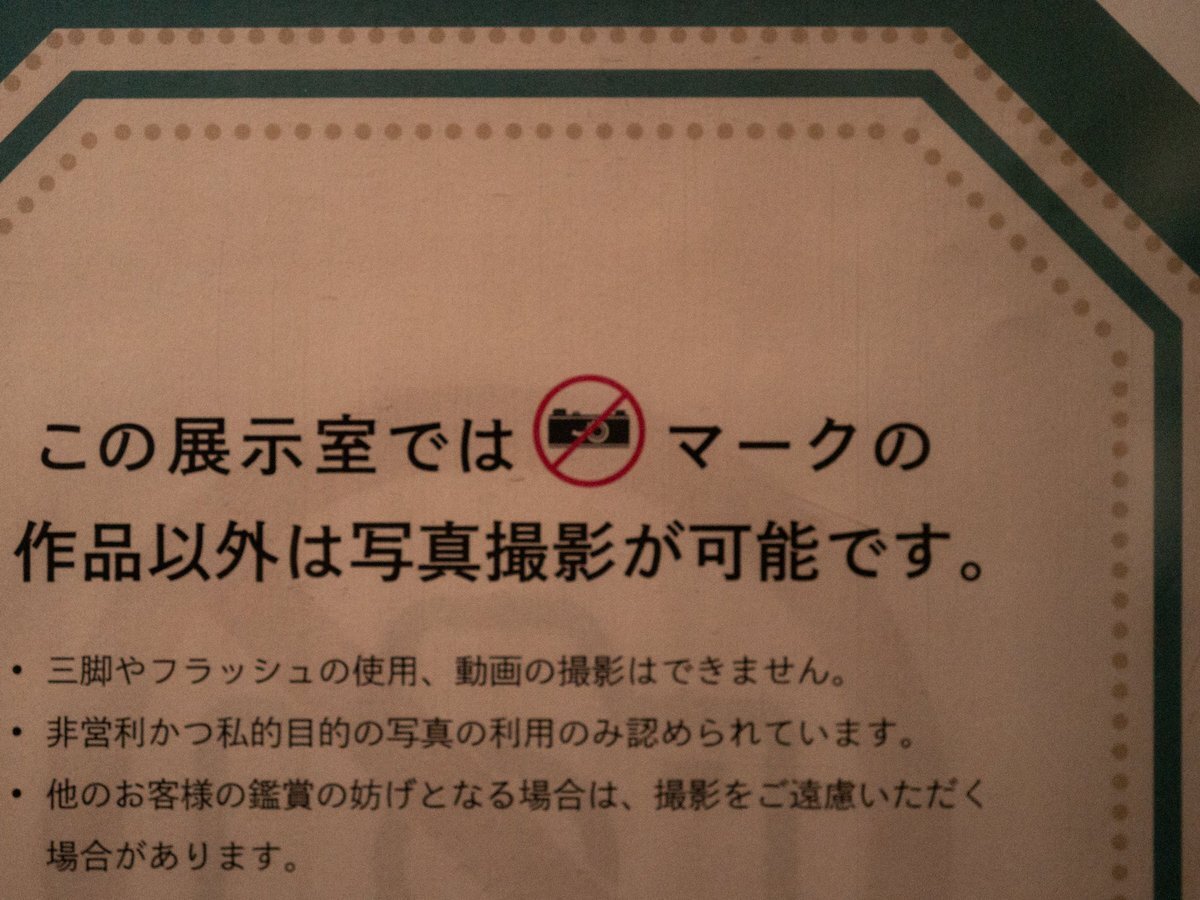 この展示室では マークの
作品以外は写真撮影が可能です。
• 三脚やフラッシュの使用、動画の撮影はできません。
• 非営利かつ私的目的の写真の利用のみ認められています。
• 他のお客様の鑑賞の妨げとなる場合は、撮影をご遠慮いただく
場合があります。